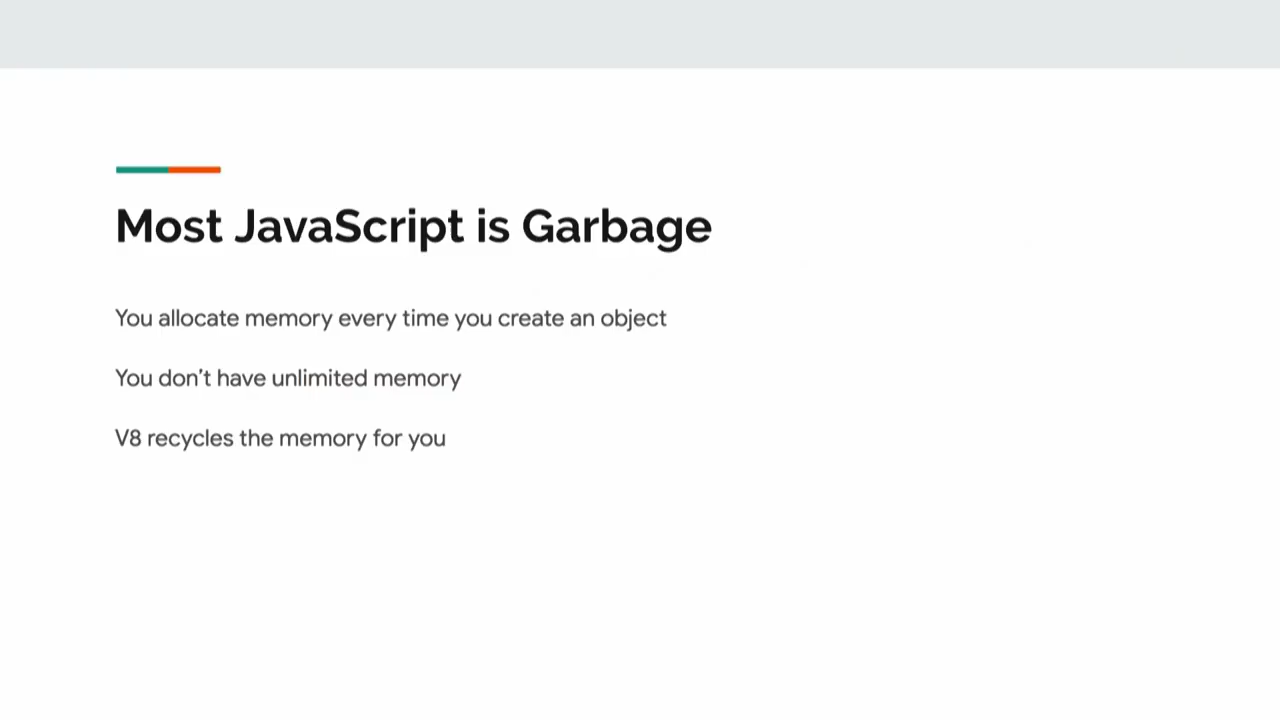 Most JavaScript is Garbage
You allocate memory every time you create an object
You don’t have unlimited memory
V8 recycles the memory for you